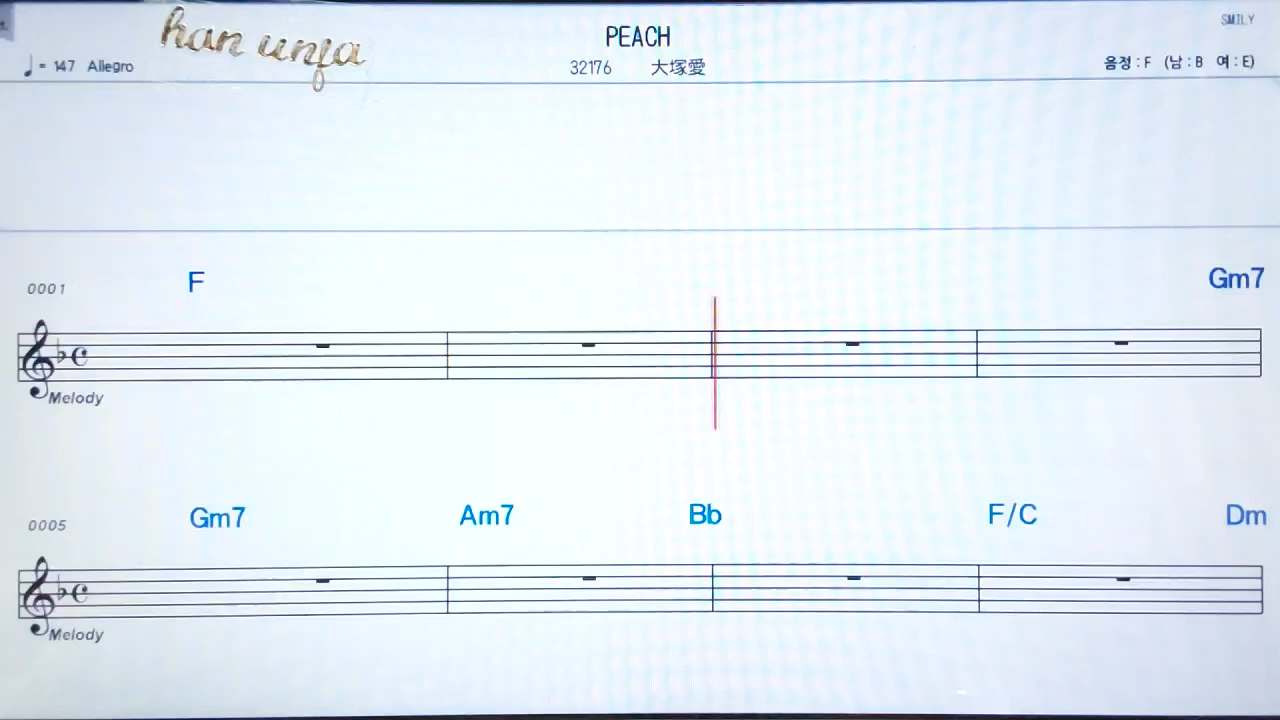 han unfa
PEACH
SMILY
♩ = 147 Allegro
32176 大塚愛
음정 : F (남 : B 여 : E)
0001 F Gm7
Melody
0005 Gm7 Am7 Bb F/C Dm
Melody